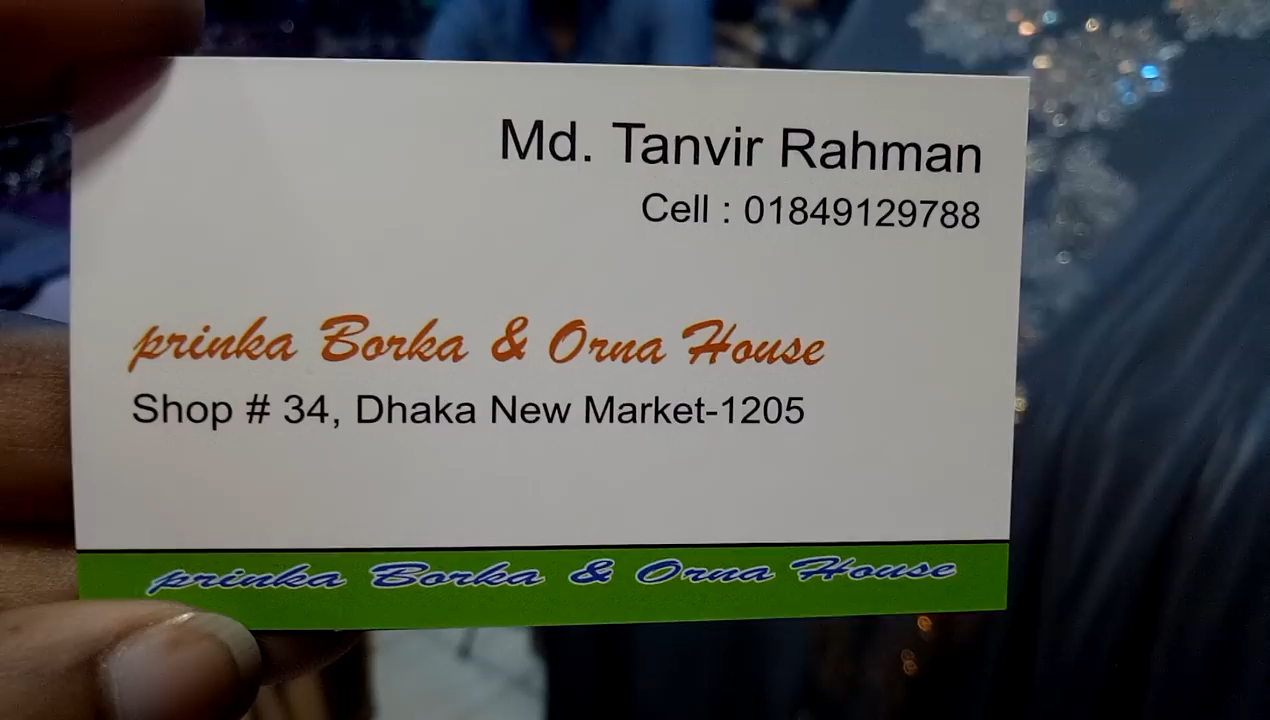 Md. Tanvir Rahman
Cell : 01849129788
prinka Borka & Orna House
Shop # 34, Dhaka New Market-1205
prinka Borka & Orna House